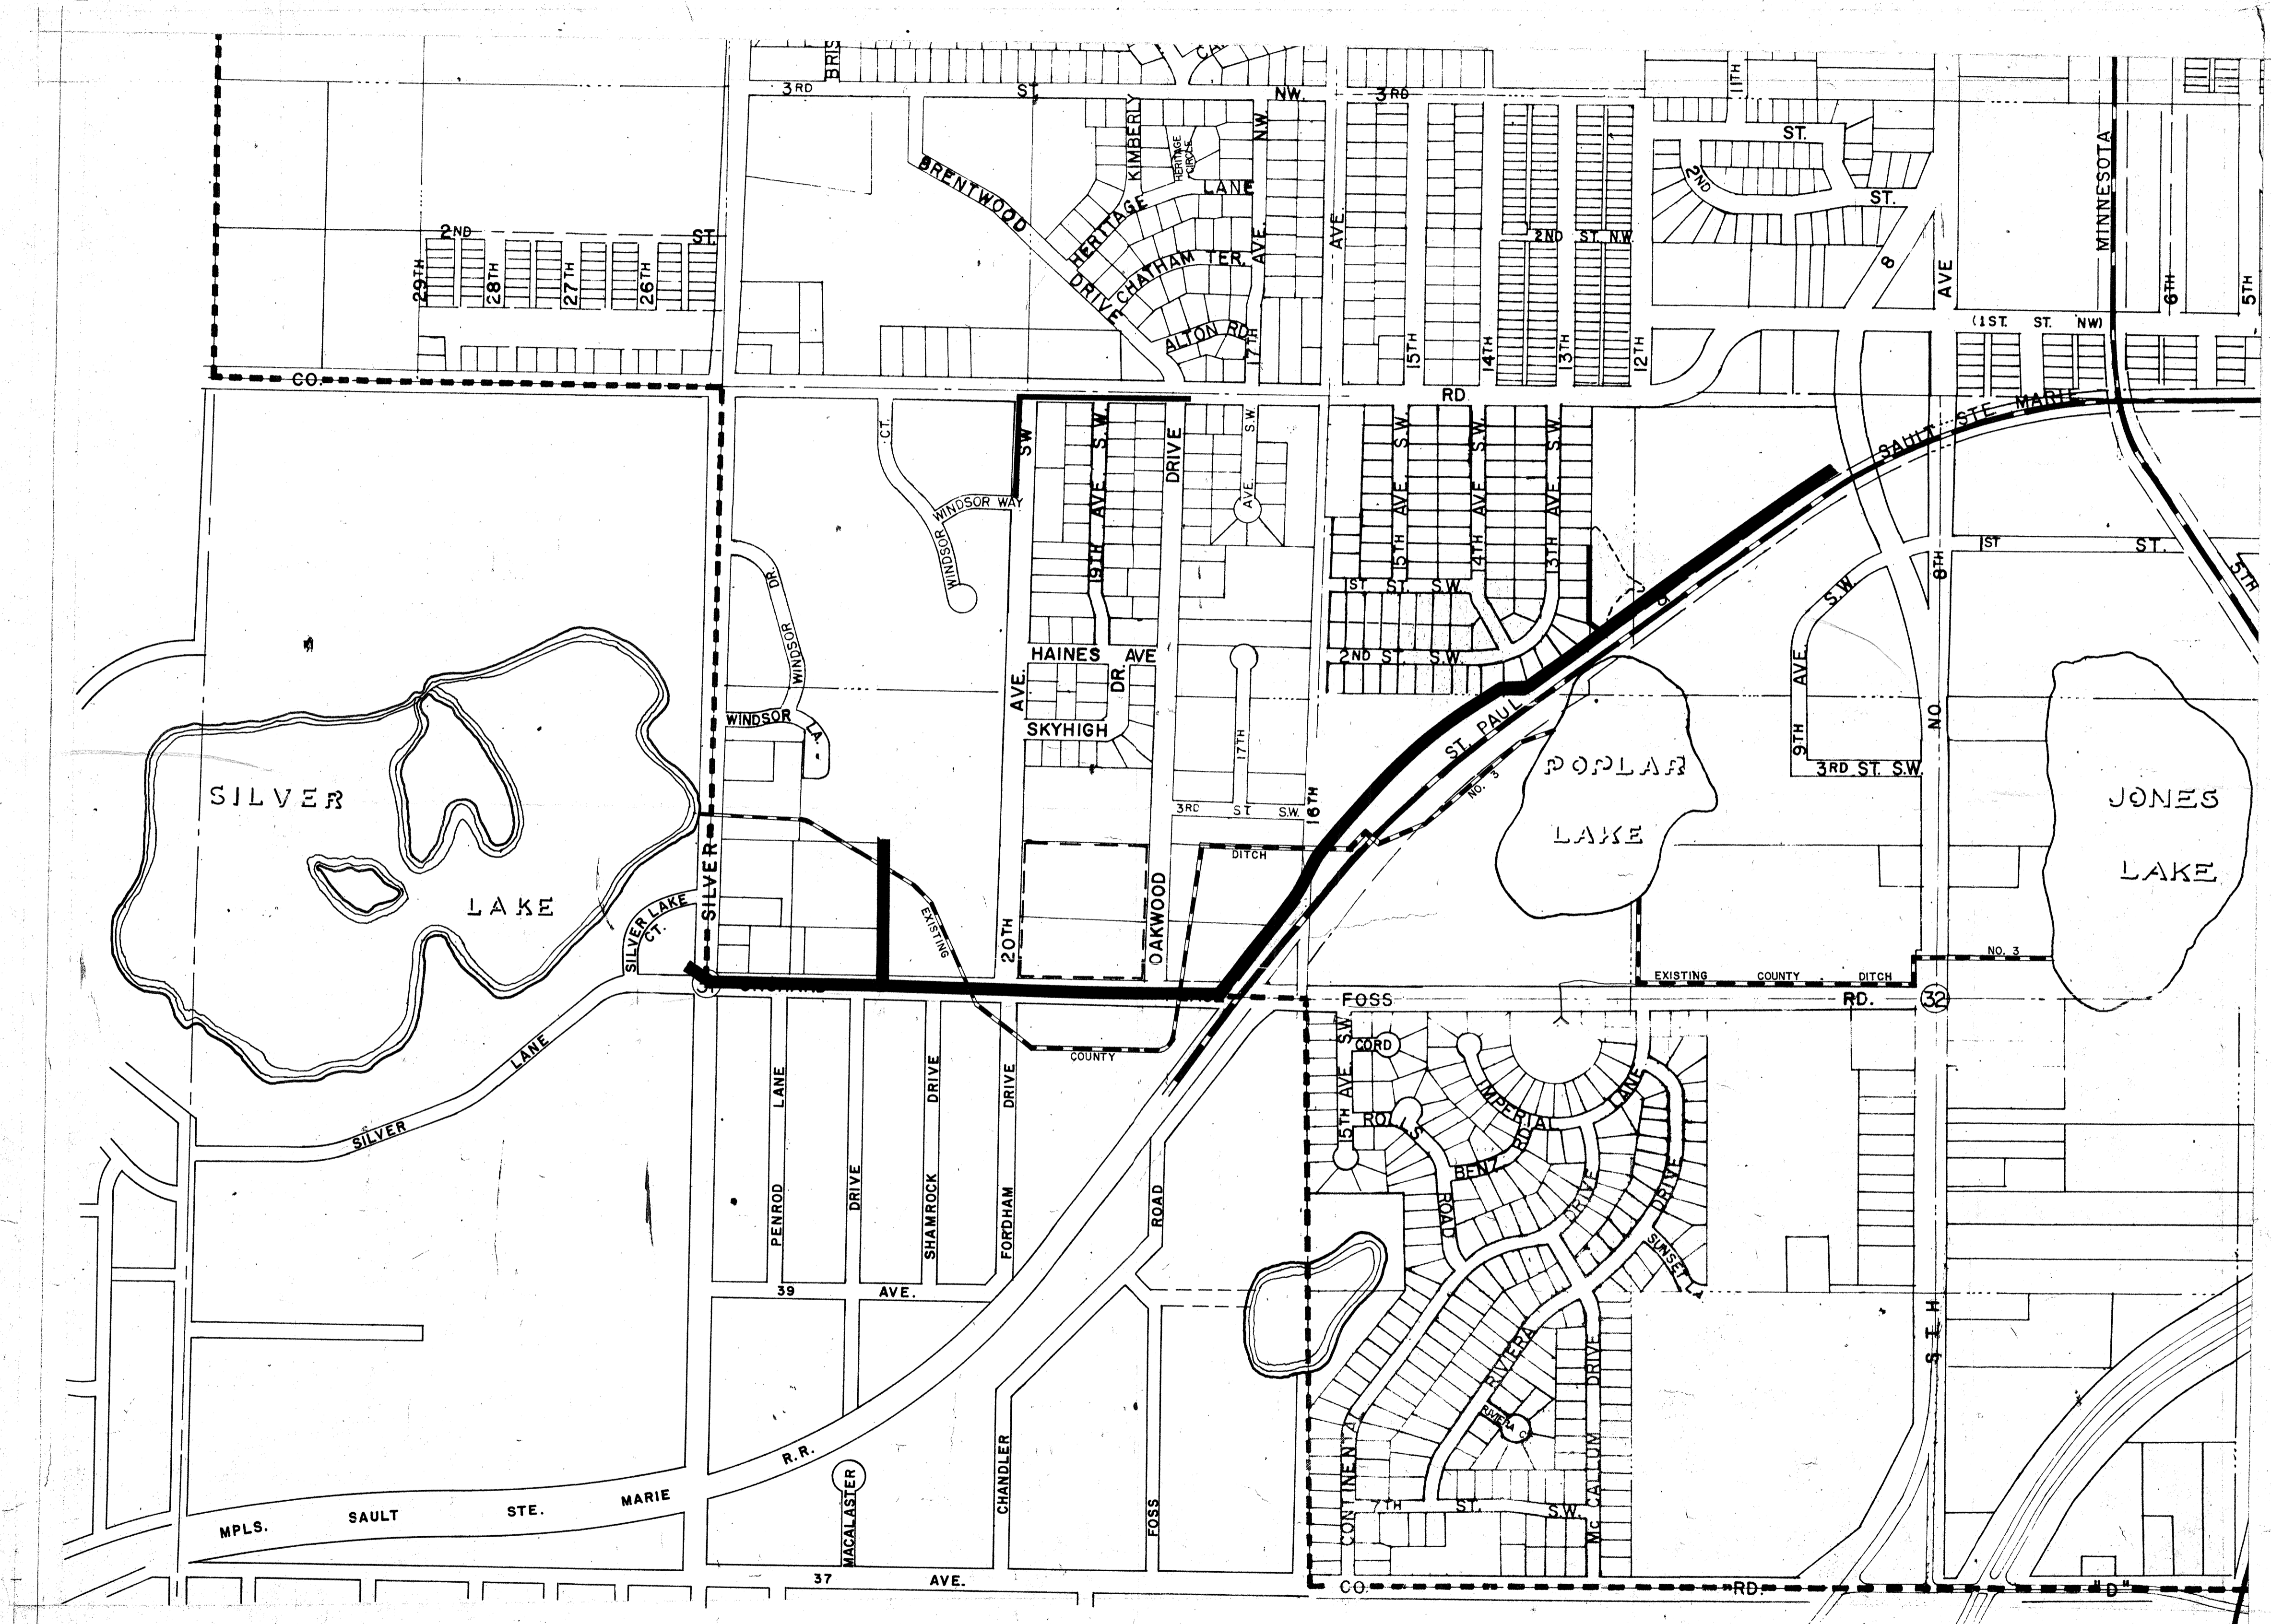 BRIS
3RD ST. NW. 3RD
11TH
ST.
KIMBERLY
HERITAGE
CIRCLE
N.W.
BRENTWOOD
DRIVE
HERITAGE
LANE
2ND
ST.
MINNESOTA
2ND ST.
29TH
28TH
27TH
26TH
CHATHAM TER.
AVE.
AVE.
2ND ST. N.W.
8
AVE
6TH
5TH
ALTON RD.
17TH
15TH
14TH
13TH
12TH
(1ST. ST. NW)
CO.
RD
SAULT STE MARIE
CT.
SW
19TH AVE S.W.
DRIVE
S.W.
AVE.
15TH AVE S.W.
14TH AVE S.W.
13TH AVE S.W.
WINDSOR WAY
WINDSOR
1ST ST.
8TH
5TH
WINDSOR DR.
1ST ST. S.W.
S.W.
9TH AVE.
HAINES AVE
2ND ST. S.W.
AVE.
DR.
WINDSOR LA.
SKYHIGH
17TH
ST. PAUL
NO. 3
NO.
POPLAR
LAKE
3RD ST. S.W.
JONES
LAKE
SILVER
LAKE
3RD ST S.W.
16TH
SILVER
DITCH
EXISTING
20TH
OAKWOOD
SILVER LAKE
CT.
NO. 3
EXISTING COUNTY DITCH
FOSS RD.
32
COUNTY
SILVER LANE
PENROD LANE
DRIVE
SHAMROCK DRIVE
FORDHAM DRIVE
ROAD
15TH AVE. S.W.
CORD
ROLLS
ROAD
IMPERIAL
LANE
BENZ RD.
DRIVE
DRIVE
SUNSET LA
39 AVE.
S T H
RIVIERA
DRIVE
RIVIERA C
R.R.
MPLS. SAULT STE. MARIE
MACALASTER
CHANDLER
FOSS
CONTINENTAL
7TH ST. S.W.
Mc CALLUM
37 AVE.
CO. RD. "D"